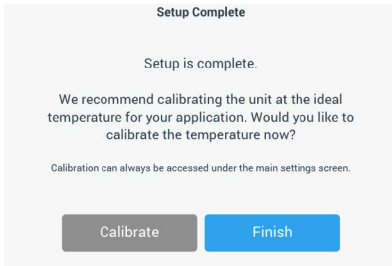 Setup Complete
Setup is complete.
We recommend calibrating the unit at the ideal
temperature for your application. Would you like to
calibrate the temperature now?
Calibration can always be accessed under the main settings screen.
Calibrate
Finish